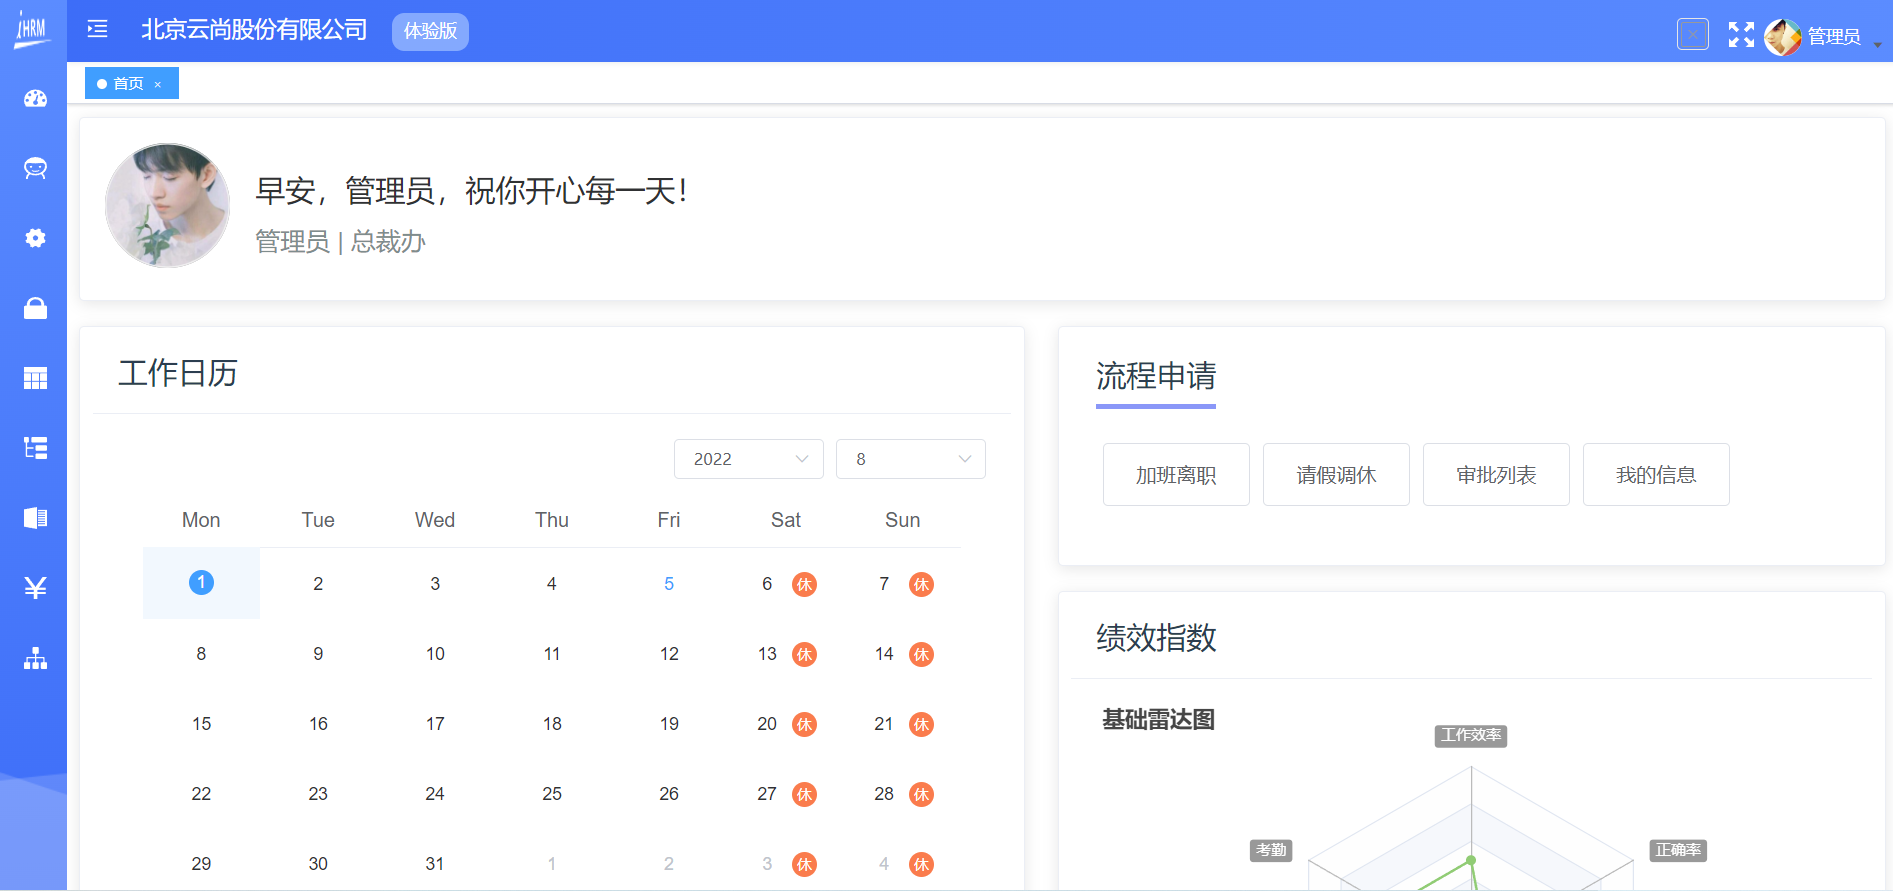 iHRM
北京云尚股份有限公司 体验版
管理员
首页 ×
早安，管理员，祝你开心每一天！
管理员 | 总裁办
工作日历
2022 8
Mon Tue Wed Thu Fri Sat Sun
1 2 3 4 5 6 休 7 休
8 9 10 11 12 13 休 14 休
15 16 17 18 19 20 休 21 休
22 23 24 25 26 27 休 28 休
29 30 31 1 2 3 休 4 休
流程申请
加班离职 请假调休 审批列表 我的信息
绩效指数
基础雷达图
工作效率
考勤 正确率